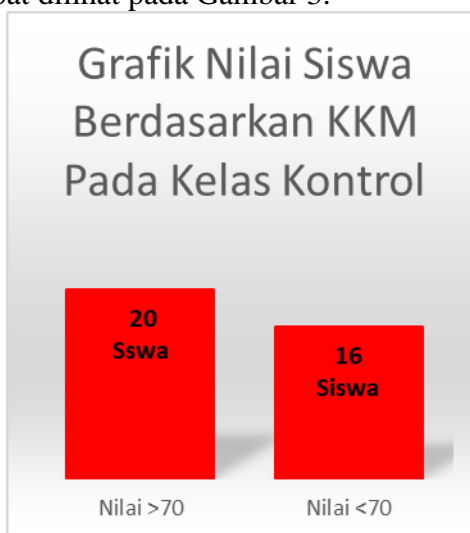 dilihat pada Gambar 3.
Grafik Nilai Siswa
Berdasarkan KKM
Pada Kelas Kontrol
20
Sswa
16
Siswa
Nilai >70
Nilai <70